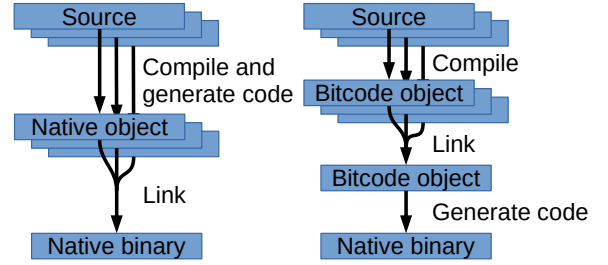 Source
Compile and
generate code
Native object
Link
Native binary
Source
Compile
Bitcode object
Link
Bitcode object
Generate code
Native binary